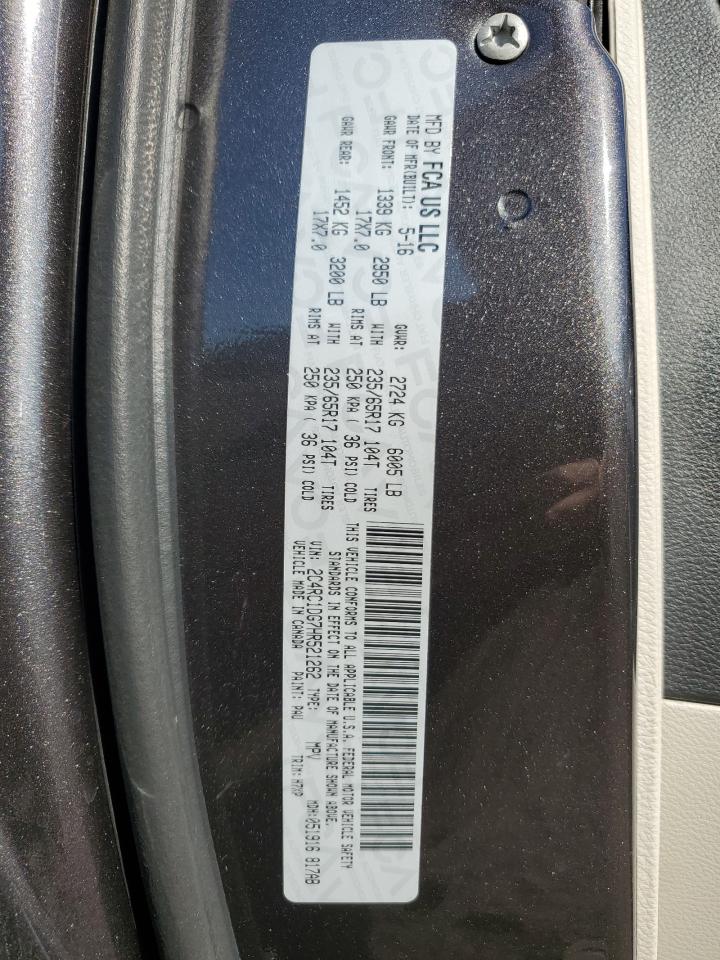 MFD BY FCA US LLC
DATE OF MFR(BUILT): 5-16 GVWR: 2724 KG 6005 LB
GAWR FRONT: 1339 KG 2950 LB WITH 235/65R17 104T TIRES
17X7.0 RIMS AT 250 KPA ( 36 PSI) COLD
GAWR REAR: 1452 KG 3200 LB WITH 235/65R17 104T TIRES
17X7.0 RIMS AT 250 KPA ( 36 PSI) COLD
THIS VEHICLE CONFORMS TO ALL APPLICABLE U.S.A. FEDERAL MOTOR VEHICLE SAFETY
STANDARDS IN EFFECT ON THE DATE OF MANUFACTURE SHOWN ABOVE.
VIN: 2C4RC1DG7HR521262 TYPE: MPV MDH:051916 817AB
VEHICLE MADE IN CANADA PAINT: PAU TRIM: